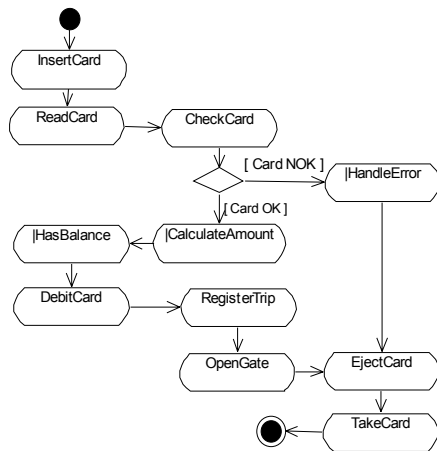 InsertCard
ReadCard
CheckCard
[ Card NOK ]
|HandleError
[ Card OK ]
|HasBalance
|CalculateAmount
DebitCard
RegisterTrip
OpenGate
EjectCard
TakeCard